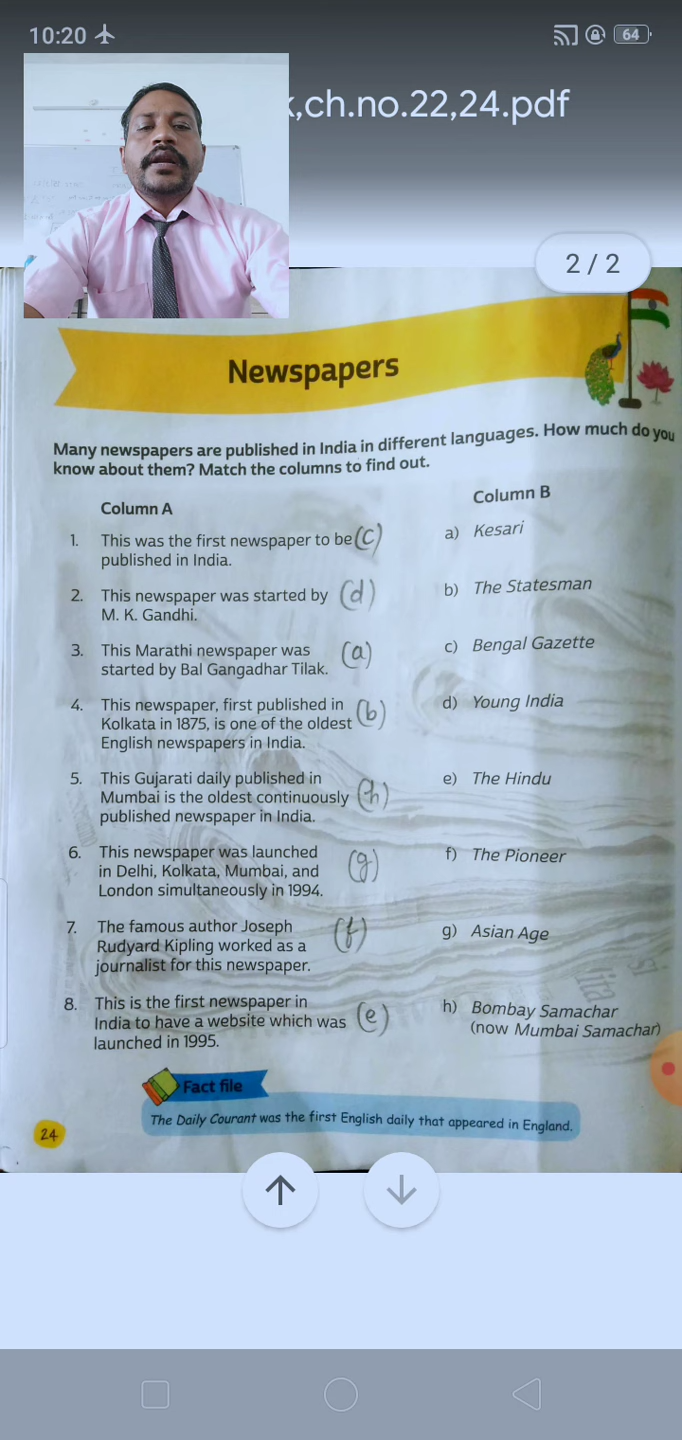 10:20
64
,ch.no.22,24.pdf
2 / 2
Newspapers
Many newspapers are published in India in different languages. How much do you
know about them? Match the columns to find out.
Column A
1. This was the first newspaper to be (c)
published in India.
2. This newspaper was started by (d)
M. K. Gandhi.
3. This Marathi newspaper was (a)
started by Bal Gangadhar Tilak.
4. This newspaper, first published in (b)
Kolkata in 1875, is one of the oldest
English newspapers in India.
5. This Gujarati daily published in (h)
Mumbai is the oldest continuously
published newspaper in India.
6. This newspaper was launched (g)
in Delhi, Kolkata, Mumbai, and
London simultaneously in 1994.
7. The famous author Joseph (f)
Rudyard Kipling worked as a
journalist for this newspaper.
8. This is the first newspaper in (e)
India to have a website which was
launched in 1995.
Column B
a) Kesari
b) The Statesman
c) Bengal Gazette
d) Young India
e) The Hindu
f) The Pioneer
g) Asian Age
h) Bombay Samachar
(now Mumbai Samachar)
Fact file
The Daily Courant was the first English daily that appeared in England.
24